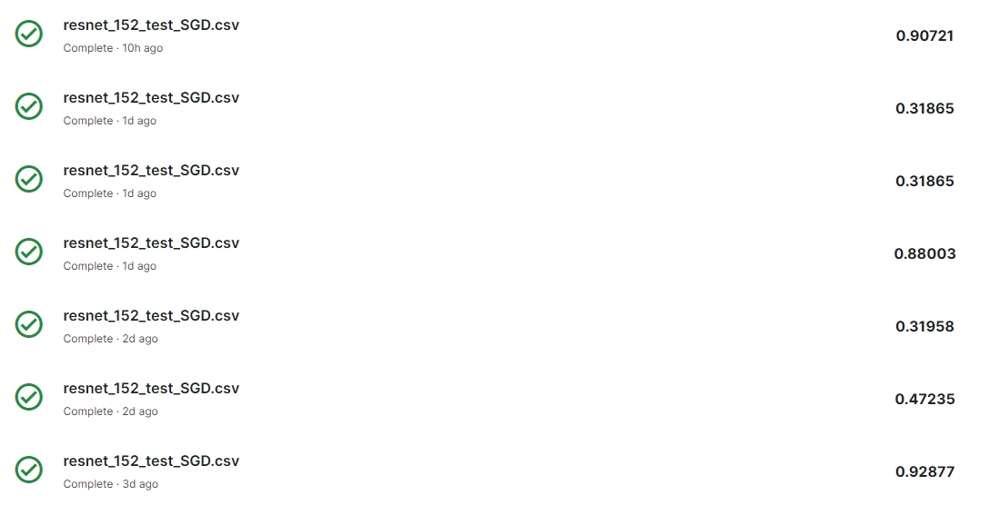 resnet_152_test_SGD.csv
Complete · 10h ago
0.90721
resnet_152_test_SGD.csv
Complete · 1d ago
0.31865
resnet_152_test_SGD.csv
Complete · 1d ago
0.31865
resnet_152_test_SGD.csv
Complete · 1d ago
0.88003
resnet_152_test_SGD.csv
Complete · 2d ago
0.31958
resnet_152_test_SGD.csv
Complete · 2d ago
0.47235
resnet_152_test_SGD.csv
Complete · 3d ago
0.92877